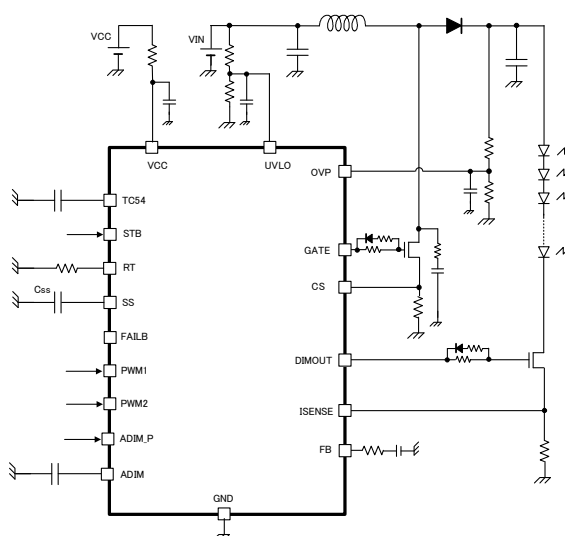 VCC
VIN
VCC
UVLO
OVP
TC54
STB
GATE
RT
CS
Css
SS
FAILB
DIMOUT
PWM1
PWM2
ISENSE
ADIM_P
FB
ADIM
GND